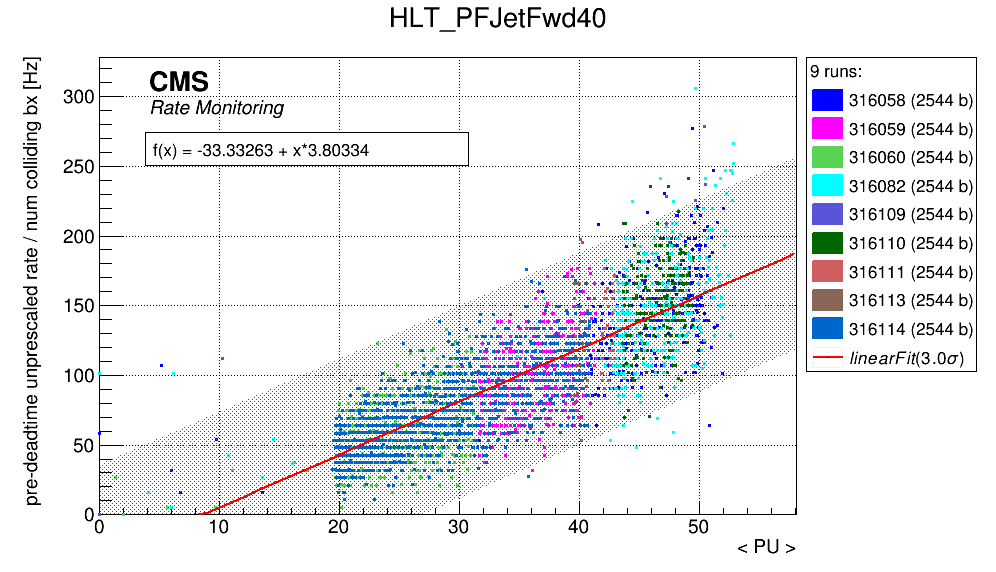 HLT_PFJetFwd40
pre-deadtime unprescaled rate / num colliding bx [Hz]
CMS
Rate Monitoring
f(x) = -33.33263 + x*3.80334
300
250
200
150
100
50
0
0 10 20 30 40 50
< PU >
9 runs:
316058 (2544 b)
316059 (2544 b)
316060 (2544 b)
316082 (2544 b)
316109 (2544 b)
316110 (2544 b)
316111 (2544 b)
316113 (2544 b)
316114 (2544 b)
linearFit(3.0σ)